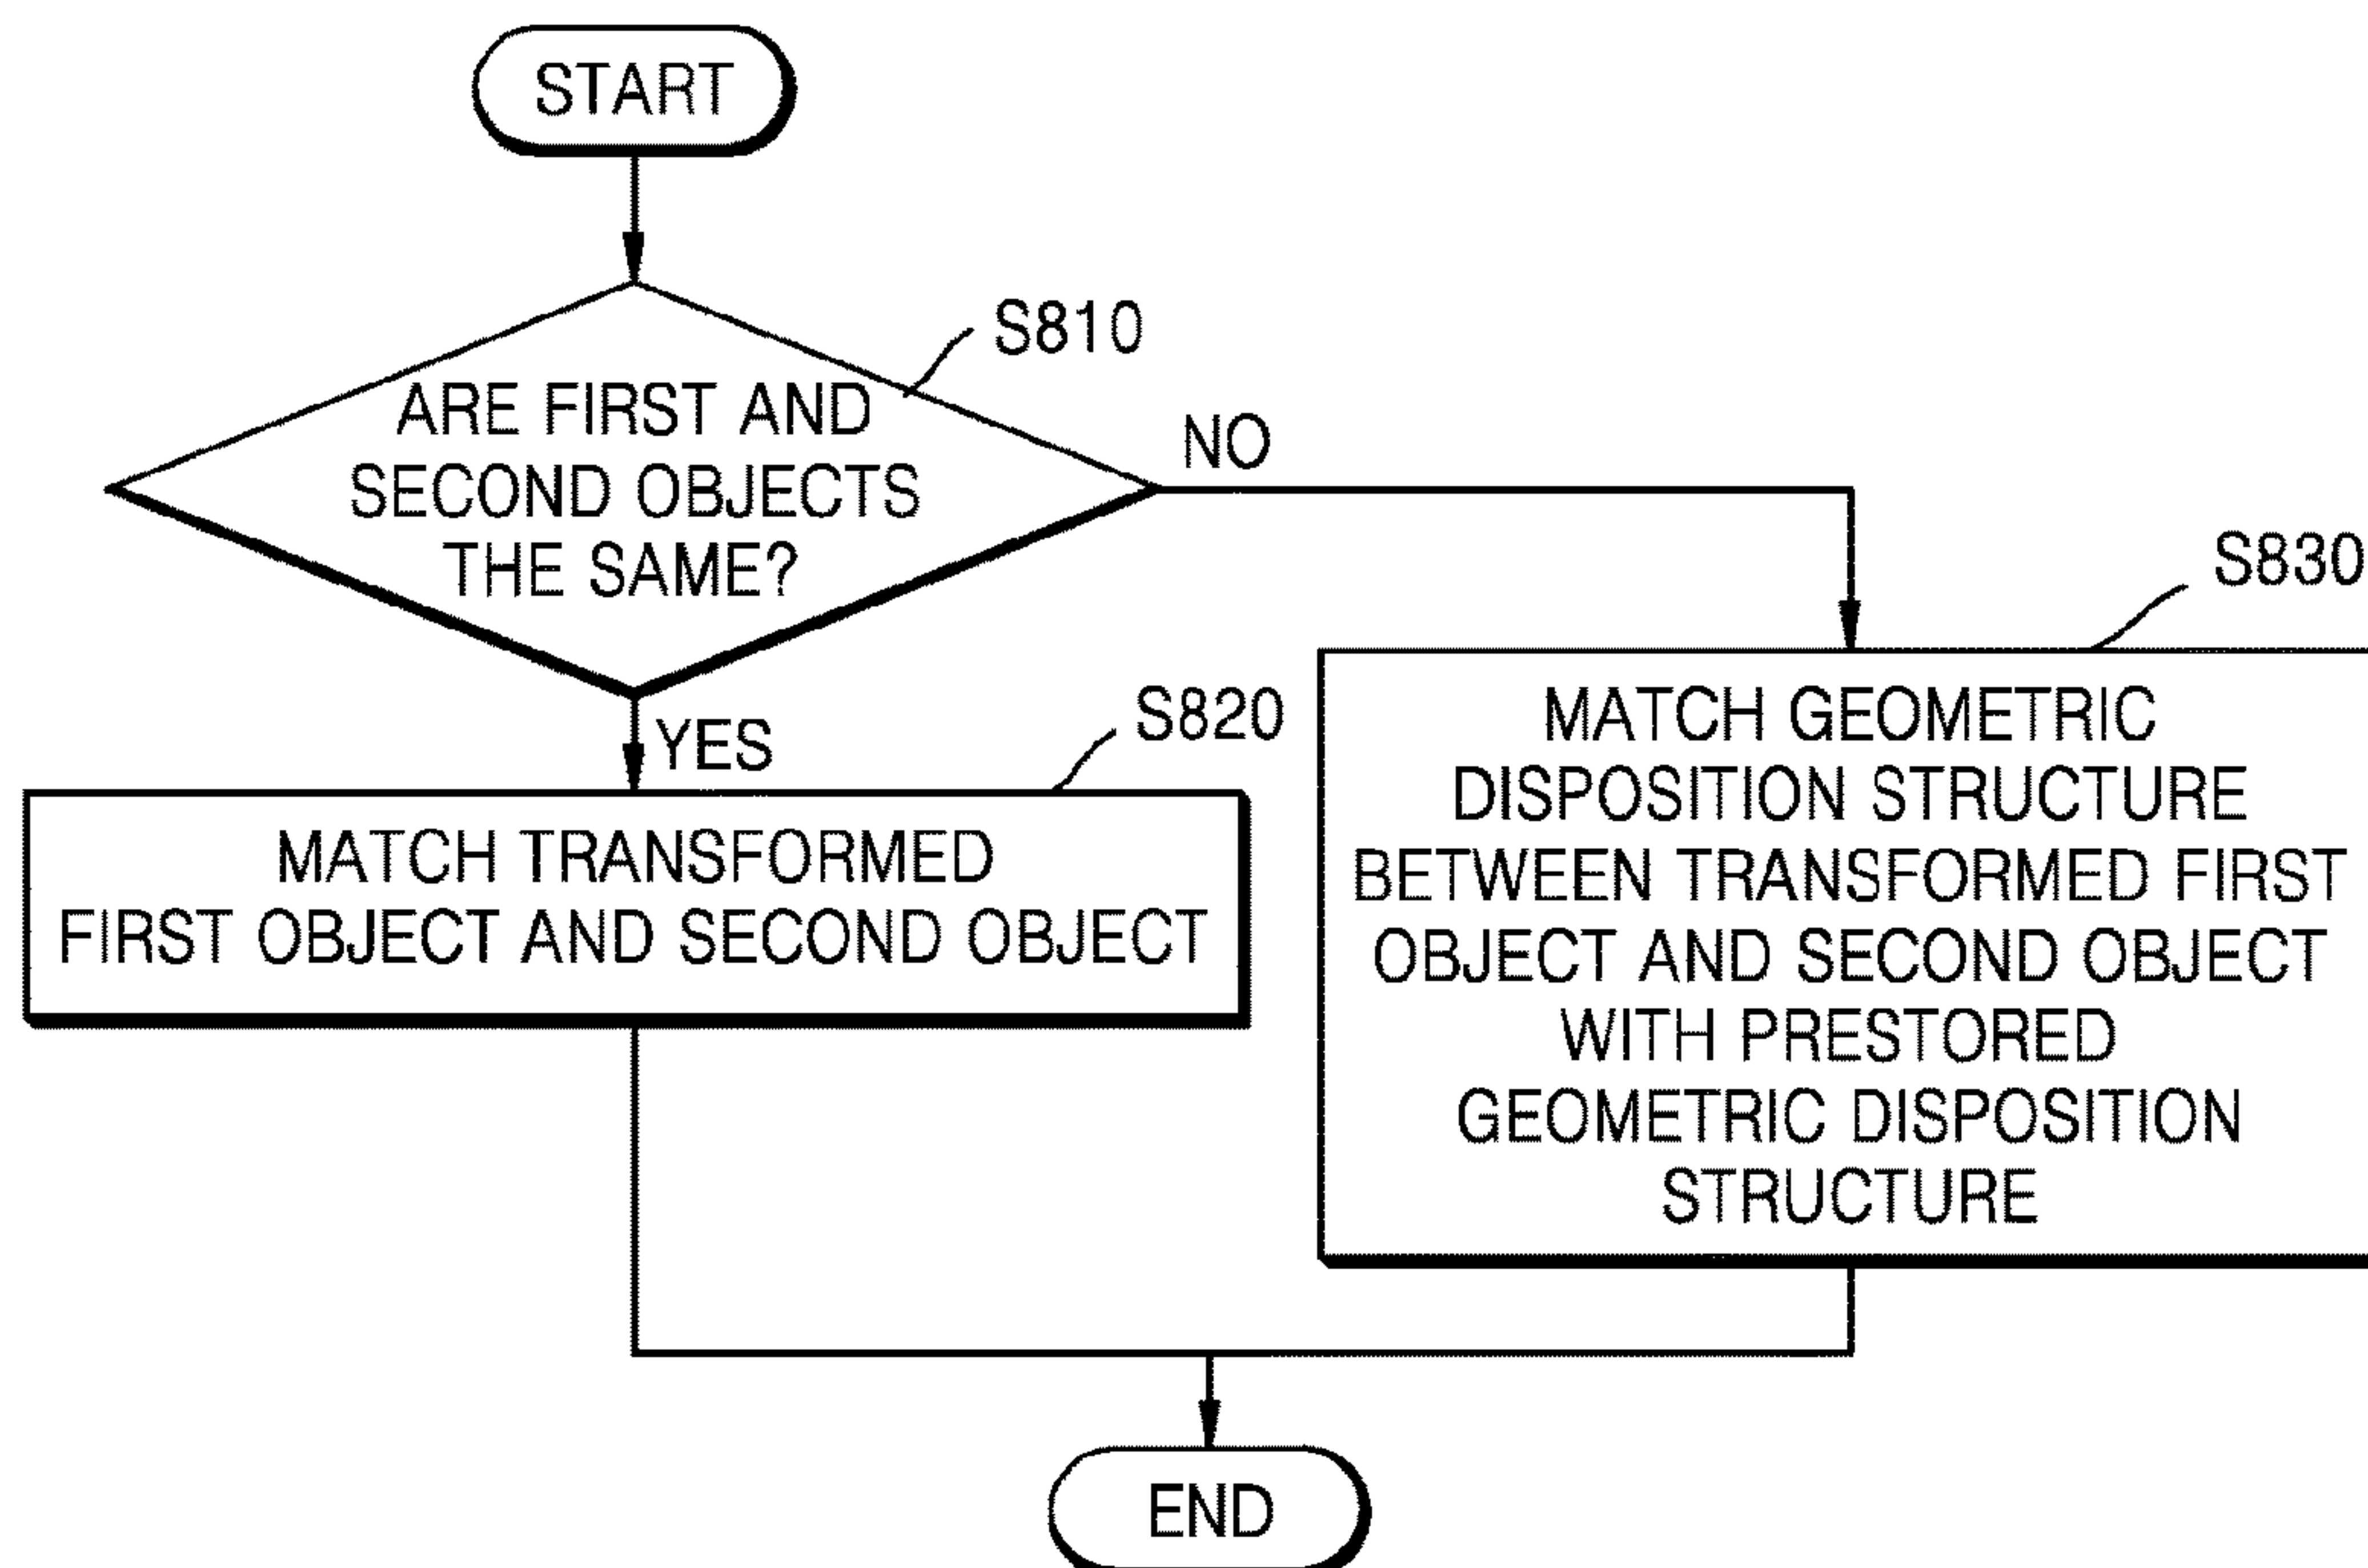 START
S810
ARE FIRST AND
SECOND OBJECTS
THE SAME?
NO
YES
S820
MATCH TRANSFORMED
FIRST OBJECT AND SECOND OBJECT
S830
MATCH GEOMETRIC
DISPOSITION STRUCTURE
BETWEEN TRANSFORMED FIRST
OBJECT AND SECOND OBJECT
WITH PRESTORED
GEOMETRIC DISPOSITION
STRUCTURE
END